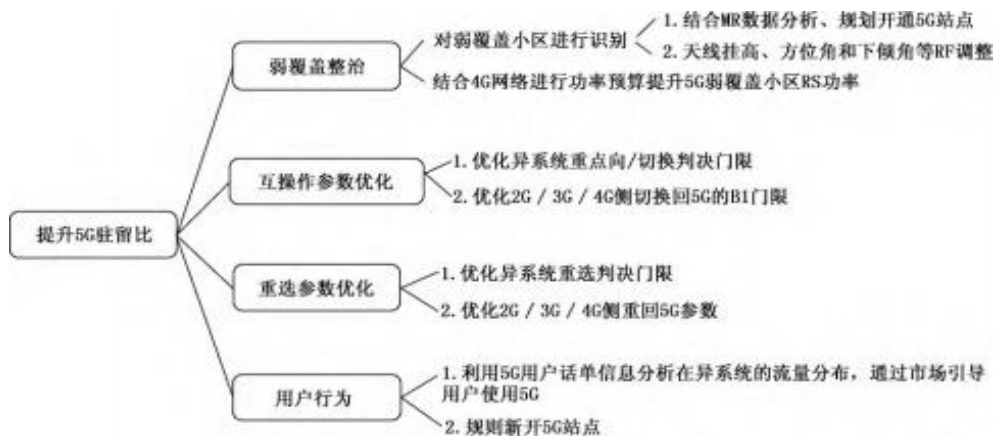 弱覆盖整治
对弱覆盖小区进行识别
1.结合MR数据分析、规划开通5G站点
2.天线挂高、方位角和下倾角等RF调整
结合4G网络进行功率预算提升5G弱覆盖小区RS功率
互操作参数优化
1.优化异系统重点向/切换判决门限
2.优化2G / 3G / 4G侧切换回5G的B1门限
提升5G驻留比
重选参数优化
1.优化异系统重选判决门限
2.优化2G / 3G / 4G侧重回5G参数
用户行为
1.利用5G用户话单信息分析在异系统的流量分布，通过市场引导
用户使用5G
2.规则新开5G站点